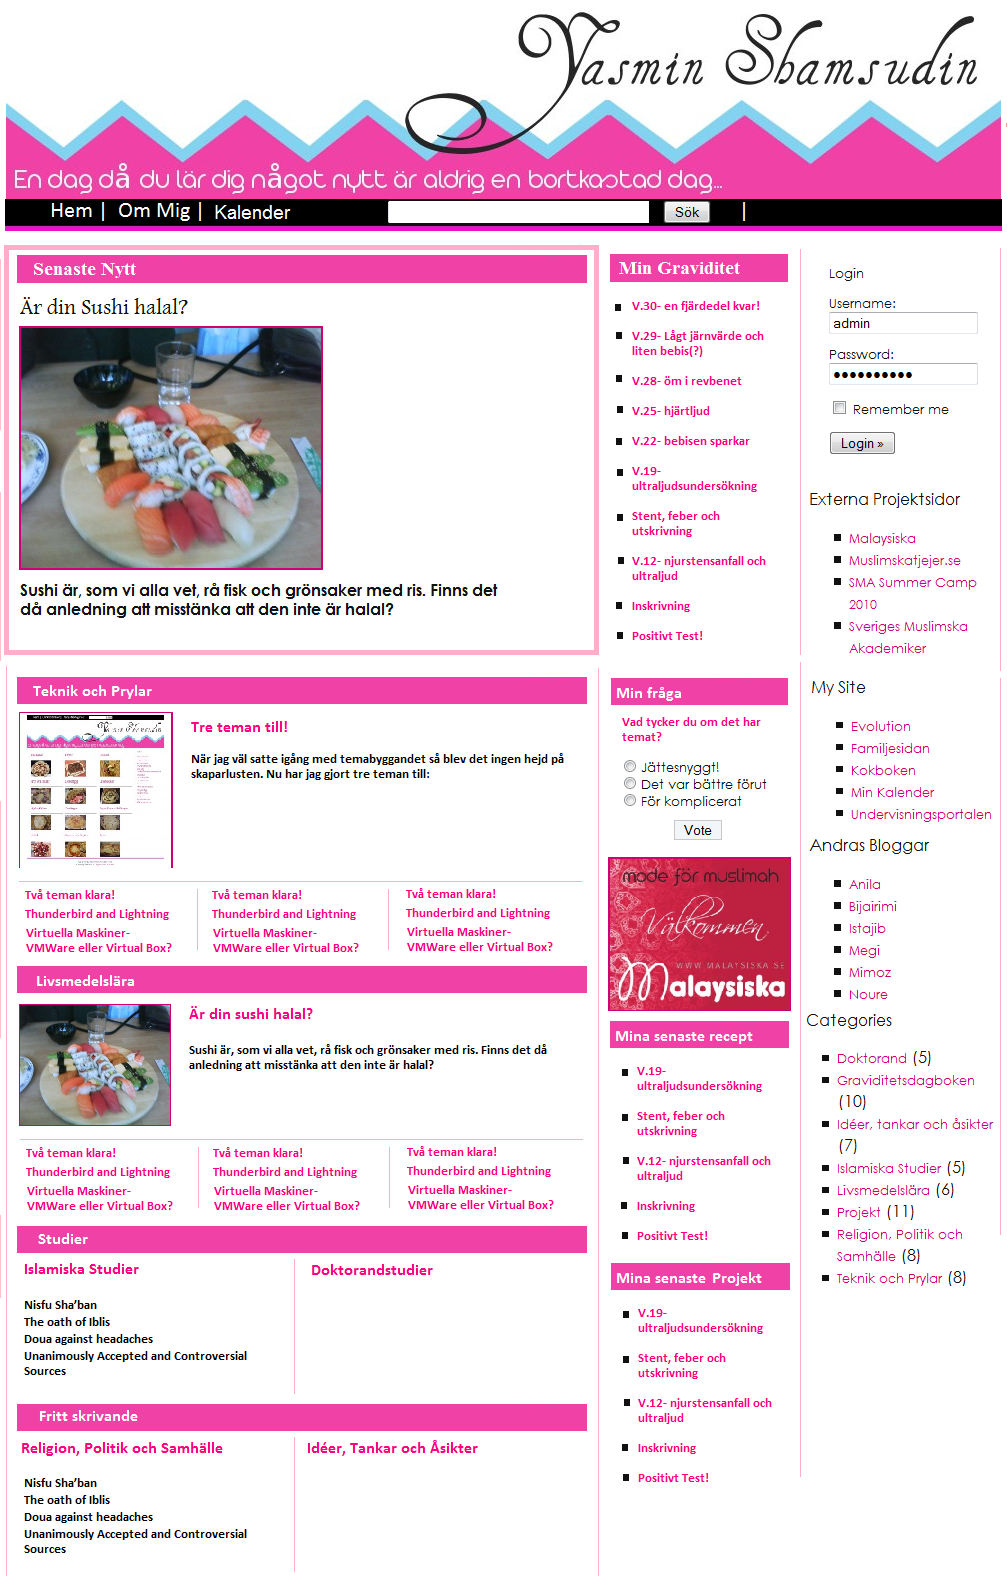 Yasmin Shamsudin
En dag då du lär dig något nytt är aldrig en bortkastad dag...
Hem | Om Mig | Kalender Sök |
Senaste Nytt
Är din Sushi halal?
Sushi är, som vi alla vet, rå fisk och grönsaker med ris. Finns det
då anledning att misstänka att den inte är halal?
Min Graviditet
V.30- en fjärdedel kvar!
V.29- Lågt järnvärde och
liten bebis(?)
V.28- öm i revbenet
V.25- hjärtljud
V.22- bebisen sparkar
V.19-
ultraljudsundersökning
Stent, feber och
utskrivning
V.12- njurstensanfall och
ultraljud
Inskrivning
Positivt Test!
Login
Username:
admin
Password:
••••••••••
Remember me
Login »
Externa Projektsidor
Malaysiska
Muslimskatjejer.se
SMA Summer Camp
2010
Sveriges Muslimska
Akademiker
Teknik och Prylar
Tre teman till!
När jag väl satte igång med temabyggandet så blev det ingen hejd på
skaparlusten. Nu har jag gjort tre teman till:
Två teman klara!
Thunderbird and Lightning
Virtuella Maskiner-
VMWare eller Virtual Box?
Två teman klara!
Thunderbird and Lightning
Virtuella Maskiner-
VMWare eller Virtual Box?
Två teman klara!
Thunderbird and Lightning
Virtuella Maskiner-
VMWare eller Virtual Box?
Livsmedelslära
Är din sushi halal?
Sushi är, som vi alla vet, rå fisk och grönsaker med ris. Finns det då
anledning att misstänka att den inte är halal?
Två teman klara!
Thunderbird and Lightning
Virtuella Maskiner-
VMWare eller Virtual Box?
Två teman klara!
Thunderbird and Lightning
Virtuella Maskiner-
VMWare eller Virtual Box?
Två teman klara!
Thunderbird and Lightning
Virtuella Maskiner-
VMWare eller Virtual Box?
Studier
Islamiska Studier
Nisfu Sha’ban
The oath of Iblis
Doua against headaches
Unanimously Accepted and Controversial
Sources
Doktorandstudier
Fritt skrivande
Religion, Politik och Samhälle
Nisfu Sha’ban
The oath of Iblis
Doua against headaches
Unanimously Accepted and Controversial
Sources
Idéer, Tankar och Åsikter
Min fråga
Vad tycker du om det har
temat?
Jättesnyggt!
Det var bättre förut
För komplicerat
Vote
made för muslimah
Välkommen
WWW.MALAYSISKA.SE
Malaysiska
Mina senaste recept
V.19-
ultraljudsundersökning
Stent, feber och
utskrivning
V.12- njurstensanfall och
ultraljud
Inskrivning
Positivt Test!
Mina senaste Projekt
V.19-
ultraljudsundersökning
Stent, feber och
utskrivning
V.12- njurstensanfall och
ultraljud
Inskrivning
Positivt Test!
My Site
Evolution
Familjesidan
Kokboken
Min Kalender
Undervisningsportalen
Andras Bloggar
Anila
Bijairimi
Istajib
Megi
Mimoz
Noure
Categories
Doktorand (5)
Graviditetsdagboken
(10)
Idéer, tankar och åsikter
(7)
Islamiska Studier (5)
Livsmedelslära (6)
Projekt (11)
Religion, Politik och
Samhälle (8)
Teknik och Prylar (8)